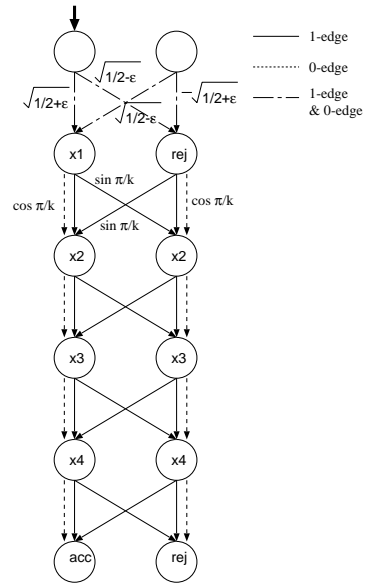 1-edge
0-edge
1-edge
& 0-edge
√1/2-ε
√1/2+ε
-√1/2+ε
√1/2-ε
x1
rej
sin π/k
cos π/k
cos π/k
sin π/k
x2
x2
x3
x3
x4
x4
acc
rej